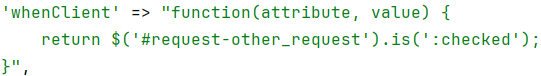 'whenClient' => "function(attribute, value) {
    return $('#request-other_request').is(':checked');
}",